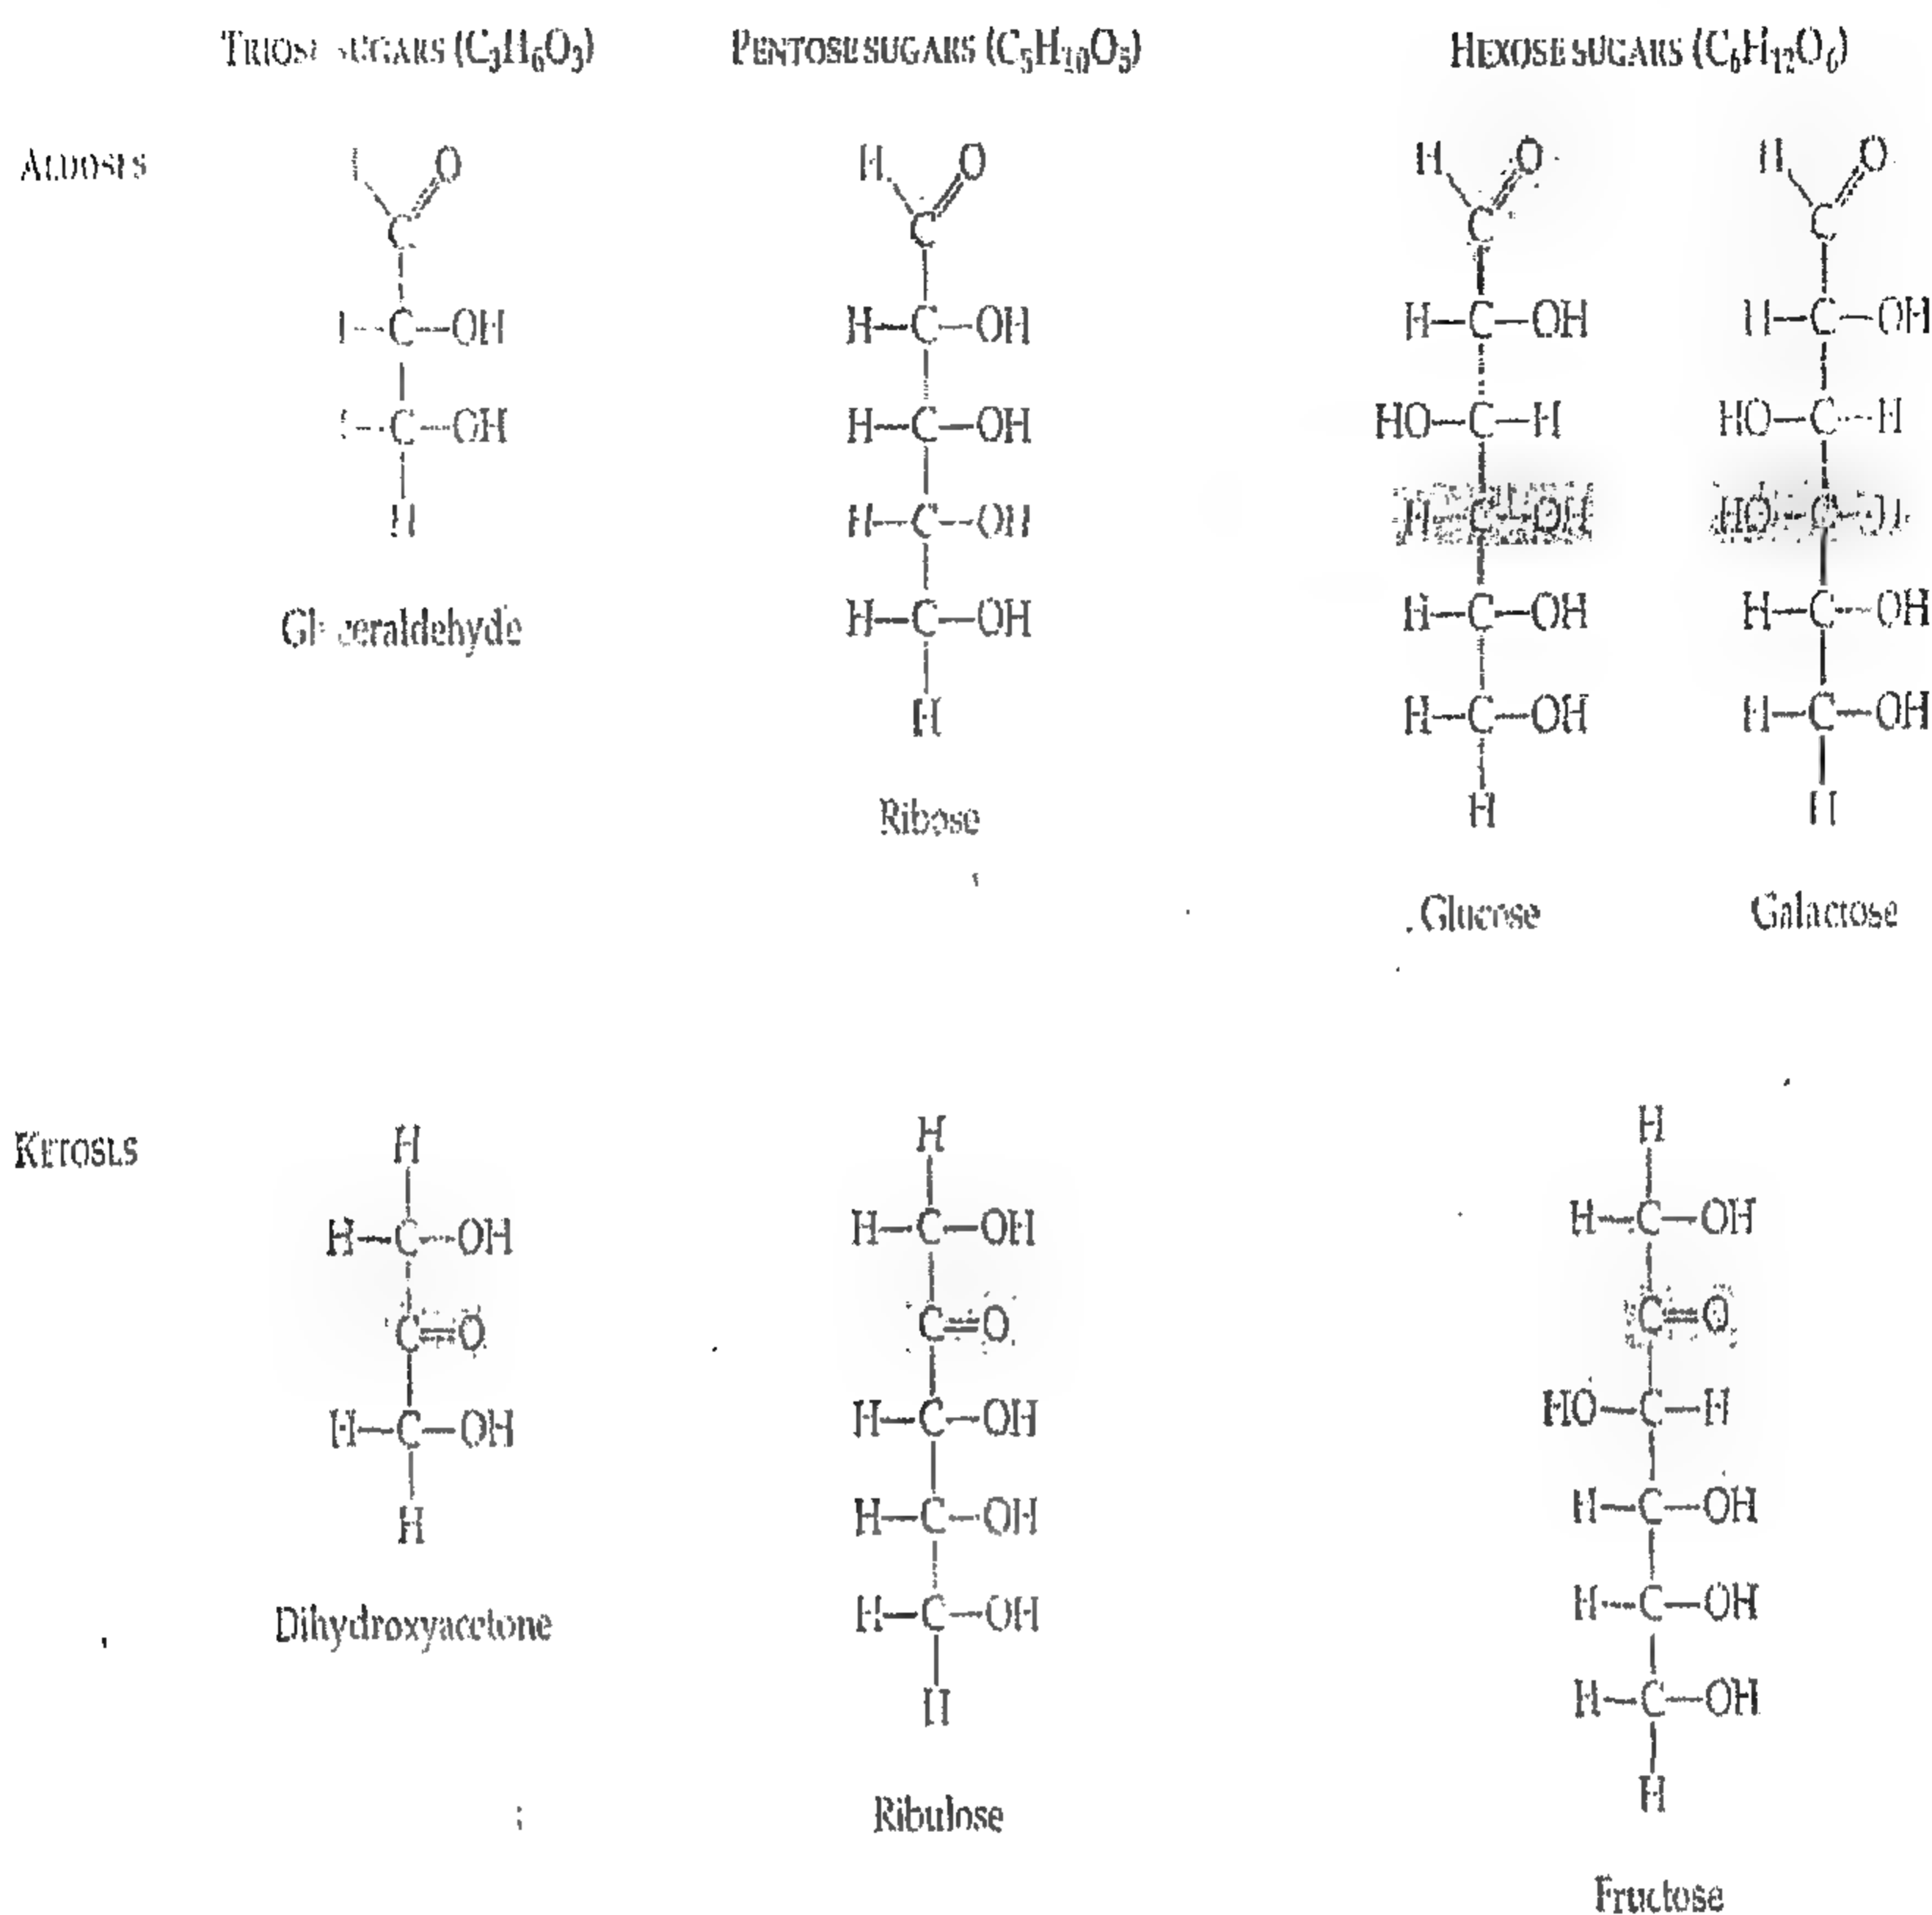 TRIOSE SUGARS (C3H6O3) PENTOSE SUGARS (C5H10O5) HEXOSE SUGARS (C6H12O6)
ALDOSES
H O H O H O H O
C C C C
C—OH H—C—OH H—C—OH H—C—OH
C—OH H—C—OH HO—C—H HO—C—H
H H—C—OH H—C—OH HO—C
Glyceraldehyde H—C—OH H—C—OH H—C—OH
H H—C—OH H—C—OH
Ribose H H
Glucose Galactose
KETOSES
H H H
H—C—OH H—C—OH H—C—OH
C=O C=O C=O
H—C—OH H—C—OH HO—C—H
H H—C—OH H—C—OH
Dihydroxyacetone H—C—OH H—C—OH
H H—C—OH
Ribulose H
Fructose